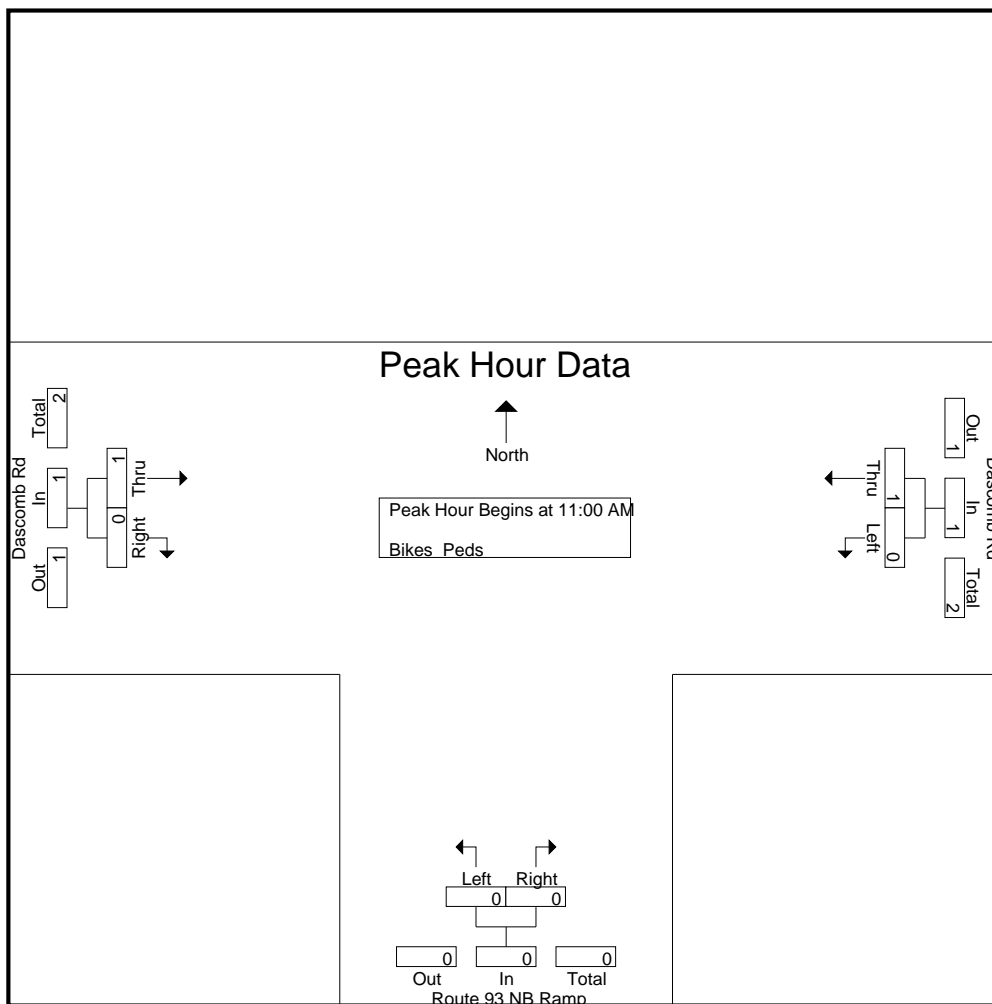 Peak Hour Data
North
Peak Hour Begins at 11:00 AM
Bikes Peds
Dascomb Rd
Total
2
In
1
Out
1
Thru
1
Right
0
Out
1
In
1
Total
2
Dascomb Rd
Thru
1
Left
0
Left Right
0 0
0 0 0
Out In Total
Route 93 NB Ramp